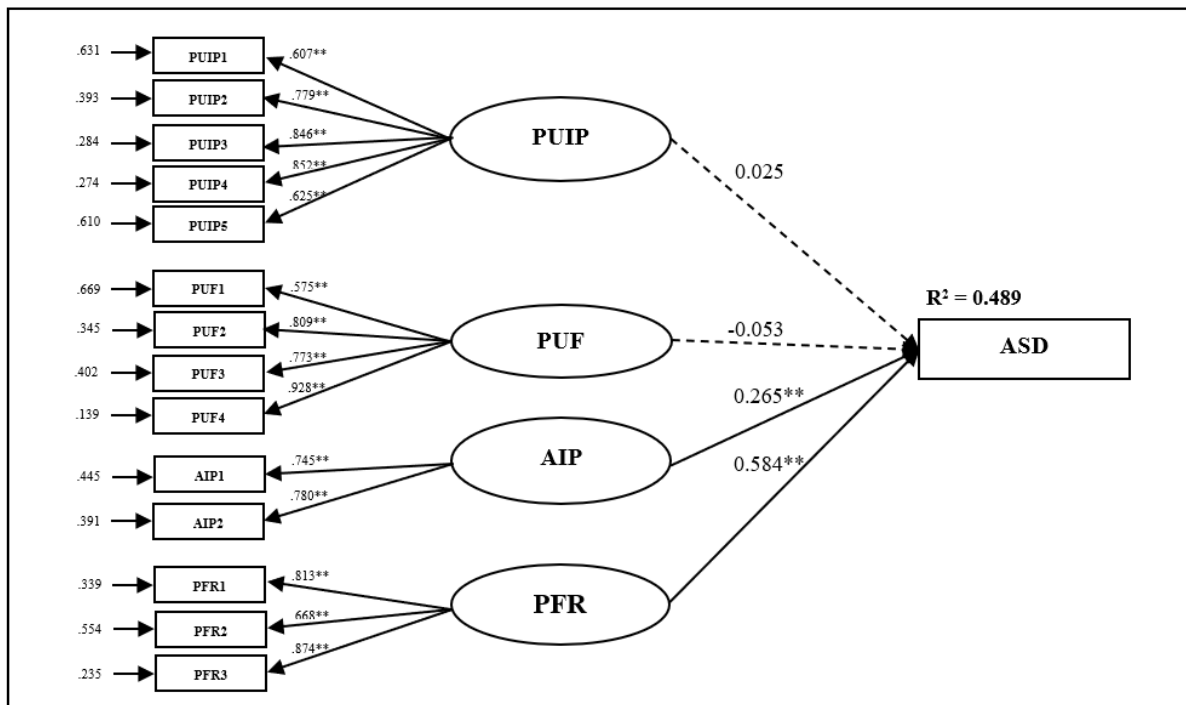 .631 PUIP1 .607**
.393 PUIP2 .779**
.284 PUIP3 .846**
.274 PUIP4 .852**
.610 PUIP5 .625**
PUIP
0.025
.669 PUF1 .575**
.345 PUF2 .809**
.402 PUF3 .773**
.139 PUF4 .928**
PUF
-0.053
R² = 0.489
ASD
.445 AIP1 .745**
.391 AIP2 .780**
AIP
0.265**
0.584**
.339 PFR1 .813**
.554 PFR2 .668**
.235 PFR3 .874**
PFR